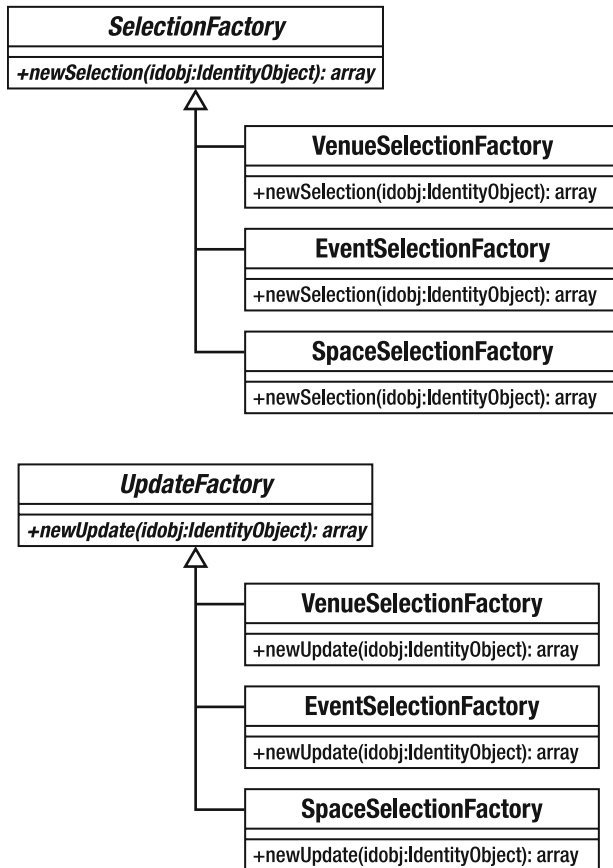 SelectionFactory
+newSelection(idobj:IdentityObject): array
VenueSelectionFactory
+newSelection(idobj:IdentityObject): array
EventSelectionFactory
+newSelection(idobj:IdentityObject): array
SpaceSelectionFactory
+newSelection(idobj:IdentityObject): array
UpdateFactory
+newUpdate(idobj:IdentityObject): array
VenueSelectionFactory
+newUpdate(idobj:IdentityObject): array
EventSelectionFactory
+newUpdate(idobj:IdentityObject): array
SpaceSelectionFactory
+newUpdate(idobj:IdentityObject): array